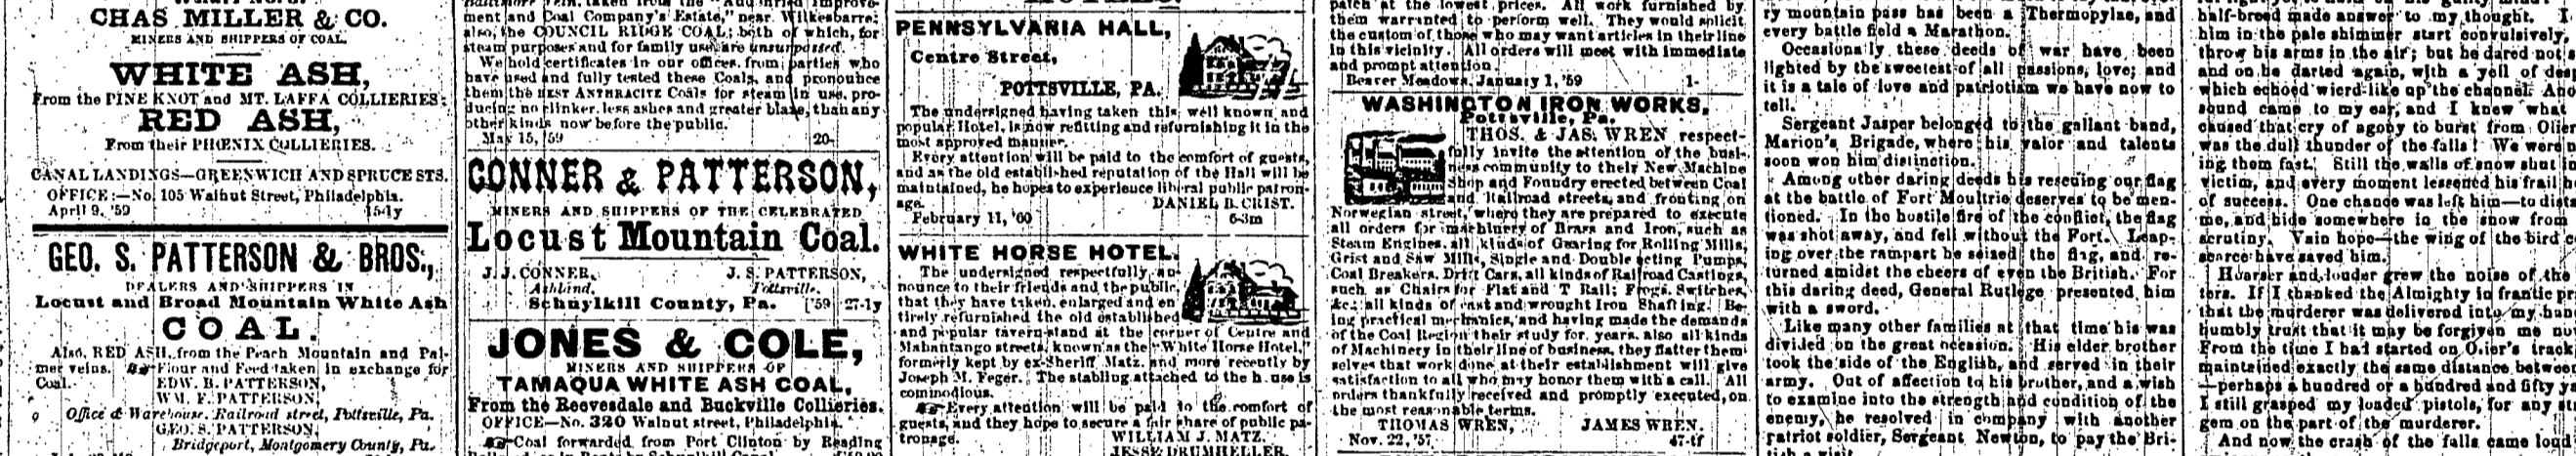 CHAS MILLER & CO.
MINERS AND SHIPPERS OF COAL.
WHITE ASH,
From the PINE KNOT and MT. LAFFA COLLIERIES;
RED ASH,
From their PHŒNIX COLLIERIES.
CANAL LANDINGS—GREENWICH AND SPRUCE STS.
OFFICE:—No. 105 Walnut Street, Philadelphia.
April 9, '59 15-ly
GEO. S. PATTERSON & BROS.,
DEALERS AND SHIPPERS IN
Locust and Broad Mountain White Ash
COAL.
Also, RED ASH, from the Peach Mountain and Pal-
mer veins. Flour and Feed taken in exchange for
Coal.
EDW. B. PATTERSON,
WM. F. PATTERSON,
Office & Warehouse, Railroad street, Pottsville, Pa.
GEO. S. PATTERSON,
Bridgeport, Montgomery County, Pa.
ment and Coal Company's Estate," near Wilkesbarre;
also, the COUNCIL RIDGE COAL; both of which, for
steam purposes and for family use, are unsurpassed.
We hold certificates in our offices, from parties who
have used and fully tested these Coals, and pronounce
them the BEST ANTHRACITE Coals for steam in use, pro-
ducing no clinker, less ashes and greater blaze, than any
other kinds now before the public.
May 15, '59 20-
CONNER & PATTERSON,
MINERS AND SHIPPERS OF THE CELEBRATED
Locust Mountain Coal.
J. J. CONNER, J. S. PATTERSON,
Ashland. Pottsville.
Schuylkill County, Pa. ['59 27-ly
JONES & COLE,
MINERS AND SHIPPERS OF
TAMAQUA WHITE ASH COAL,
From the Reevesdale and Buckville Collieries.
OFFICE—No. 320 Walnut street, Philadelphia.
Coal forwarded from Port Clinton by Reading
PENNSYLVANIA HALL,
Centre Street,
POTTSVILLE, PA.
The undersigned having taken this well known and
popular Hotel, is now refitting and refurnishing it in the
most approved manner.
Every attention will be paid to the comfort of guests,
and as the old established reputation of the Hall will be
maintained, he hopes to experience liberal public patron-
age. DANIEL B. CRIST.
February 11, '60 6-3m
WHITE HORSE HOTEL.
The undersigned respectfully an-
nounce to their friends and the public,
that they have taken, enlarged and en
tirely refurnished the old established
and popular tavern stand at the corner of Centre and
Mahantango streets, known as the "White Horse Hotel,"
formerly kept by ex-Sheriff Matz, and more recently by
Joseph M. Feger. The stabling attached to the house is
commodious.
Every attention will be paid to the comfort of
guests, and they hope to secure a fair share of public pa-
tronage. WILLIAM J. MATZ.
JESSE DRUMHELLER.
patch at the lowest prices. All work furnished by
them warranted to perform well. They would solicit
the custom of those who may want articles in their line
in this vicinity. All orders will meet with immediate
and prompt attention.
Beaver Meadow, January 1, '59 1-
WASHINGTON IRON WORKS,
Pottsville, Pa.
THOS. & JAS. WREN respect-
fully invite the attention of the busi-
ness community to their New Machine
Shop and Foundry erected between Coal
and Railroad streets, and fronting on
Norwegian street, where they are prepared to execute
all orders for machinery of Brass and Iron, such as
Steam Engines, all kinds of Gearing for Rolling Mills,
Grist and Saw Mills, Single and Double acting Pumps,
Coal Breakers, Drift Cars, all kinds of Railroad Castings,
such as Chairs for Flat and T Rail; Frogs, Switches,
&c.; all kinds of cast and wrought Iron Shafting. Be-
ing practical mechanics, and having made the demands
of the Coal Region their study for years, also all kinds
of Machinery in their line of business, they flatter them
selves that work done at their establishment will give
satisfaction to all who may honor them with a call. All
orders thankfully received and promptly executed, on
the most reasonable terms.
THOMAS WREN, JAMES WREN.
Nov. 22, '57 47-tf
ry mountain pass has been a Thermopylae, and
every battle field a Marathon.
Occasionally these deeds of war have been
lighted by the sweetest of all passions, love; and
it is a tale of love and patriotism we have now to
tell.
Sergeant Jasper belonged to the gallant band,
Marion's Brigade, where his valor and talents
soon won him distinction.
Among other daring deeds his rescuing our flag
at the battle of Fort Moultrie deserves to be men-
tioned. In the hostile fire of the conflict, the flag
was shot away, and fell without the Fort. Leap-
ing over the rampart he seized the flag, and re-
turned amidst the cheers of even the British. For
this daring deed, General Rutlege presented him
with a sword.
Like many other families at that time his was
divided on the great occasion. His elder brother
took the side of the English, and served in their
army. Out of affection to his brother, and a wish
to examine into the strength and condition of the
enemy, he resolved in company with another
patriot soldier, Sergeant Newton, to pay the Bri-
tish a visit
half-breed made answer to my thought. I
him in the pale shimmer start convulsively,
throw his arms in the air; but he dared not
and on he darted again, with a yell of
which echoed wierd-like up the channel.
sound came to my ear, and I knew what
caused that cry of agony to burst from
was the dull thunder of the falls! We were
ing them fast. Still the walls of snow shut
victim, and every moment lessened his frail
of success. One chance was left him—to
me, and hide somewhere in the snow from
scrutiny. Vain hope—the wing of the bird
scarce have saved him.
Hoarser and louder grew the noise of the
ters. If I thanked the Almighty in frantic
that the murderer was delivered into my
humbly trust that it may be forgiven me
From the time I had started on Olier's track
maintained exactly the same distance between
—perhaps a hundred or a hundred and fifty
I still grasped my loaded pistols, for any
gem on the part of the murderer.
And now the crash of the falls came loud